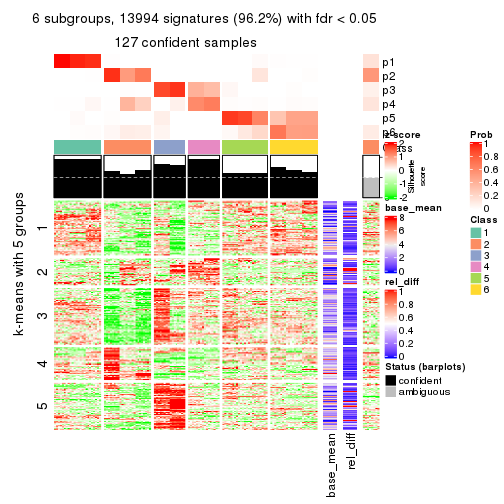 6 subgroups, 13994 signatures (96.2%) with fdr < 0.05
127 confident samples
p1
p2
p3
p4
p5
p6
Class
Silhouette
score
k-means with 5 groups
1
2
3
4
5
base_mean
rel_diff
z-score
2
1
0
-1
-2
base_mean
8
6
4
2
0
rel_diff
1
0.8
0.6
0.4
0.2
0
Status (barplots)
confident
ambiguous
Prob
1
0.8
0.6
0.4
0.2
0
Class
1
2
3
4
5
6